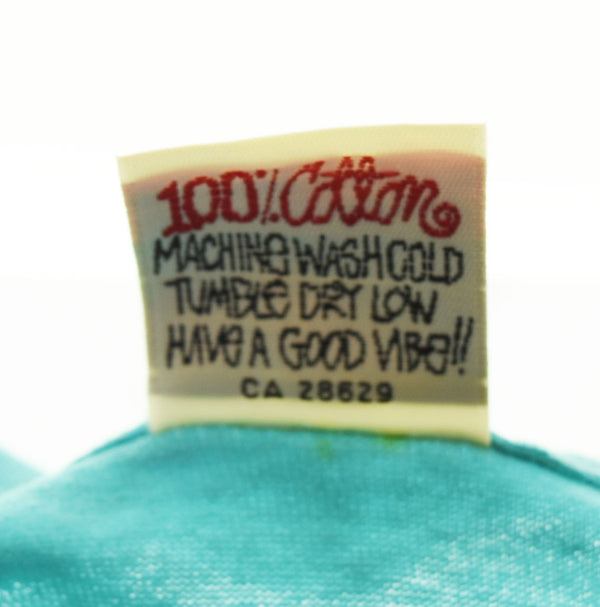 100% Cotton
MACHINE WASH COLD
TUMBLE DRY LOW
HAVE A GOOD VIBE!!
CA 28629